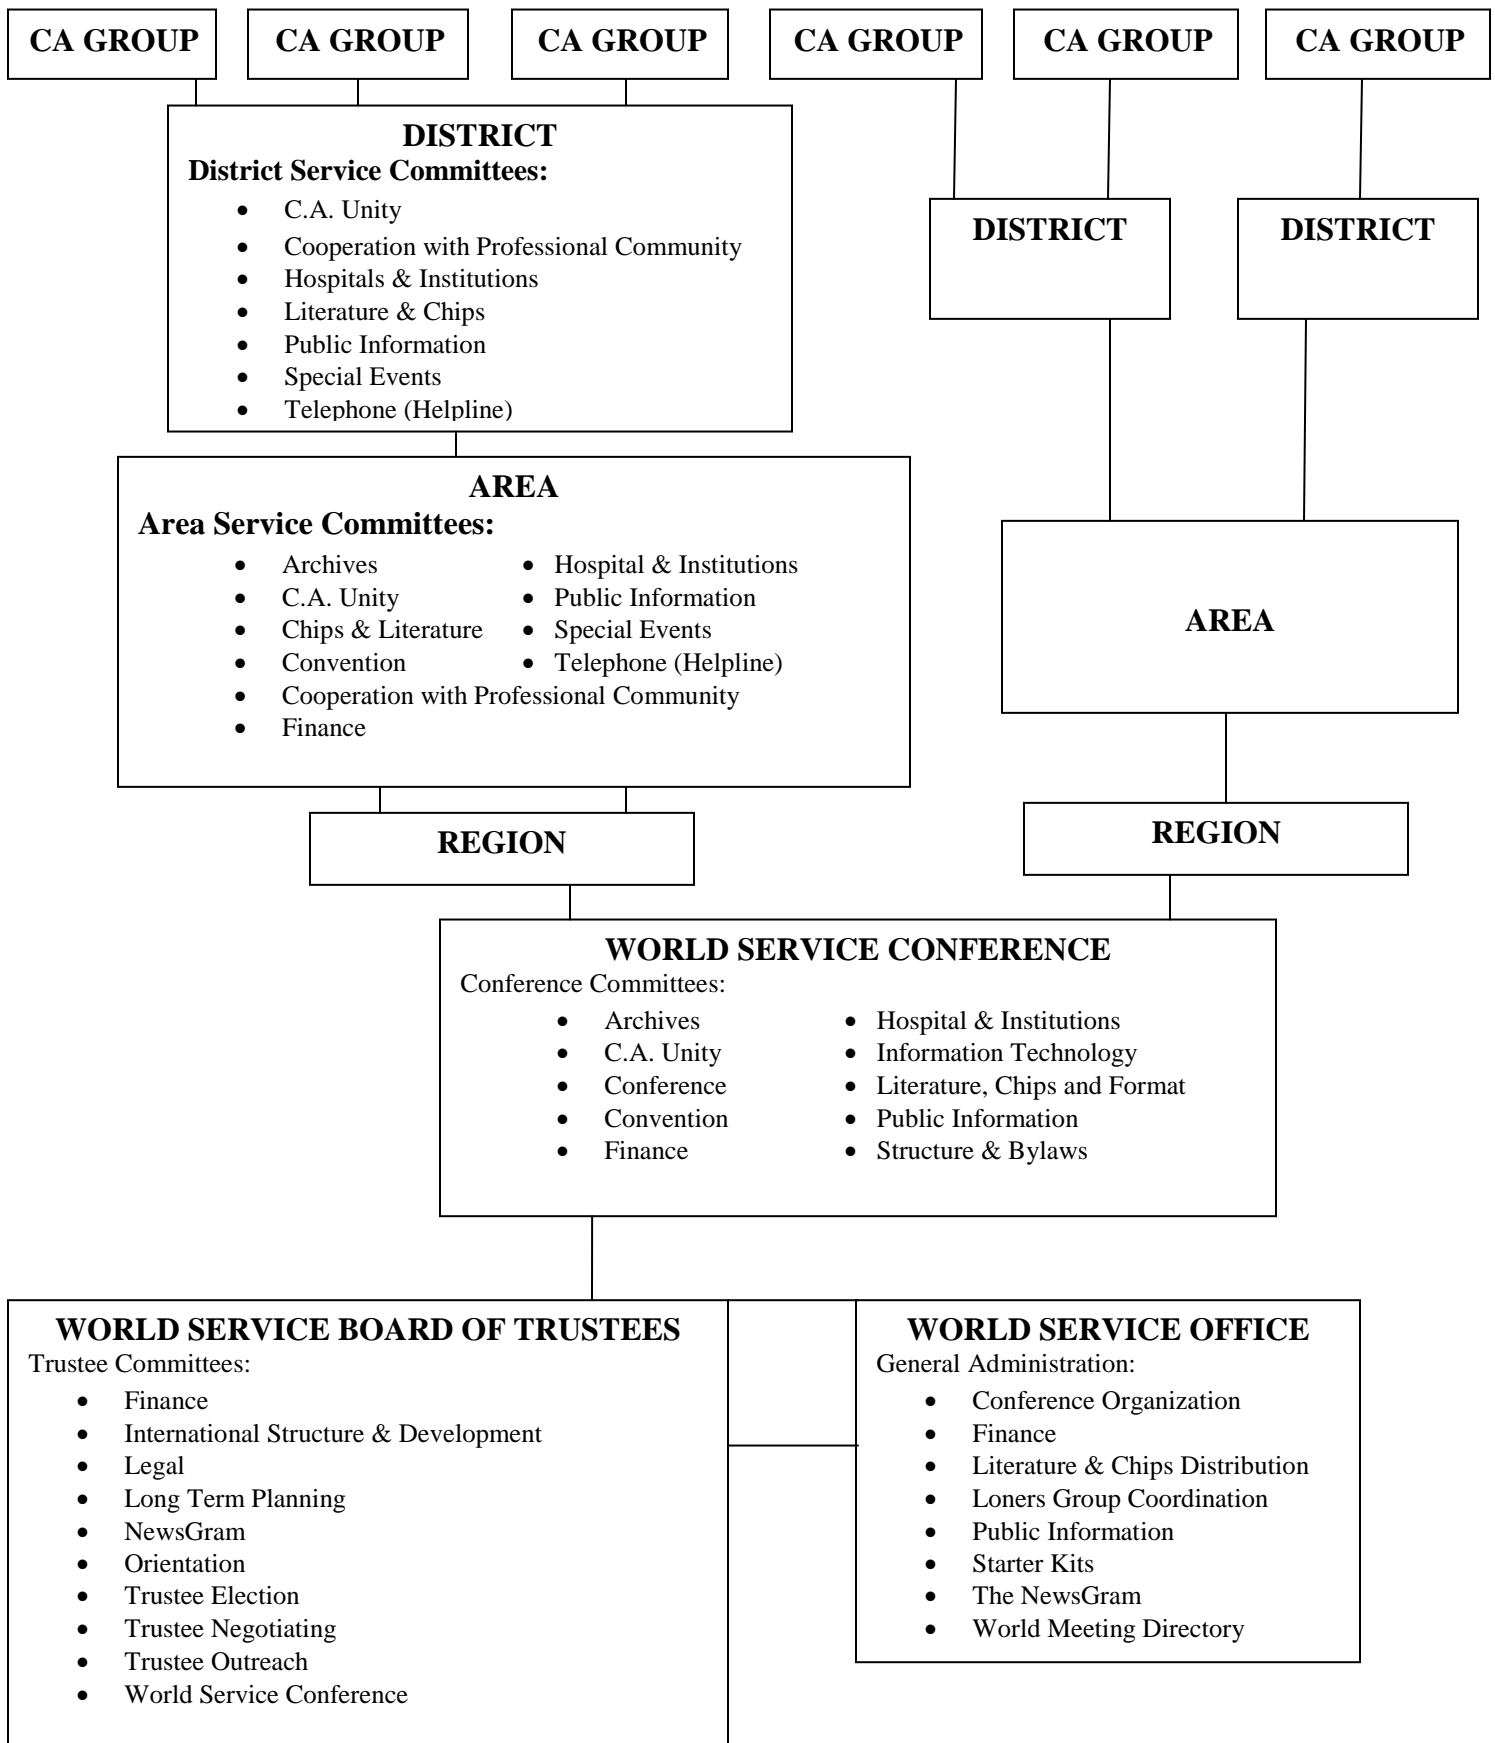 CA GROUP
CA GROUP
CA GROUP
CA GROUP
CA GROUP
CA GROUP
DISTRICT
District Service Committees:
• C.A. Unity
• Cooperation with Professional Community
• Hospitals & Institutions
• Literature & Chips
• Public Information
• Special Events
• Telephone (Helpline)
DISTRICT
DISTRICT
AREA
Area Service Committees:
• Archives
• C.A. Unity
• Chips & Literature
• Convention
• Cooperation with Professional Community
• Finance
• Hospital & Institutions
• Public Information
• Special Events
• Telephone (Helpline)
AREA
REGION
REGION
WORLD SERVICE CONFERENCE
Conference Committees:
• Archives
• C.A. Unity
• Conference
• Convention
• Finance
• Hospital & Institutions
• Information Technology
• Literature, Chips and Format
• Public Information
• Structure & Bylaws
WORLD SERVICE BOARD OF TRUSTEES
Trustee Committees:
• Finance
• International Structure & Development
• Legal
• Long Term Planning
• NewsGram
• Orientation
• Trustee Election
• Trustee Negotiating
• Trustee Outreach
• World Service Conference
WORLD SERVICE OFFICE
General Administration:
• Conference Organization
• Finance
• Literature & Chips Distribution
• Loners Group Coordination
• Public Information
• Starter Kits
• The NewsGram
• World Meeting Directory